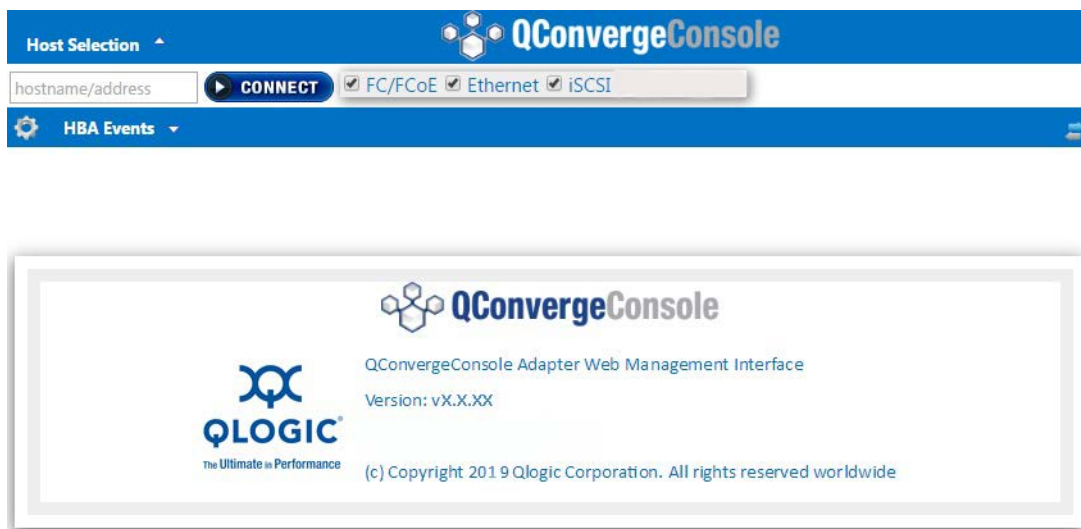 Host Selection
QConvergeConsole
hostname/address
CONNECT
FC/FCoE Ethernet iSCSI
HBA Events
QConvergeConsole
QConvergeConsole Adapter Web Management Interface
Version: vX.X.XX
QLOGIC®
The Ultimate in Performance
(c) Copyright 2019 Qlogic Corporation. All rights reserved worldwide